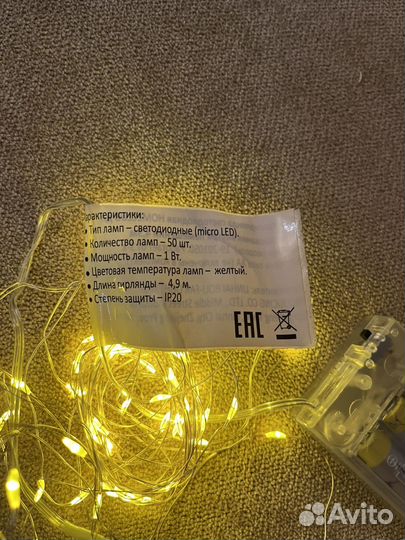 рактеристики:
• Тип ламп – светодиодные (micro LED).
• Количество ламп – 50 шт.
• Мощность ламп – 1 Вт.
• Цветовая температура ламп – желтый.
• Длина гирлянды – 4,9 м.
• Степень защиты – IP20
EAC
Avito